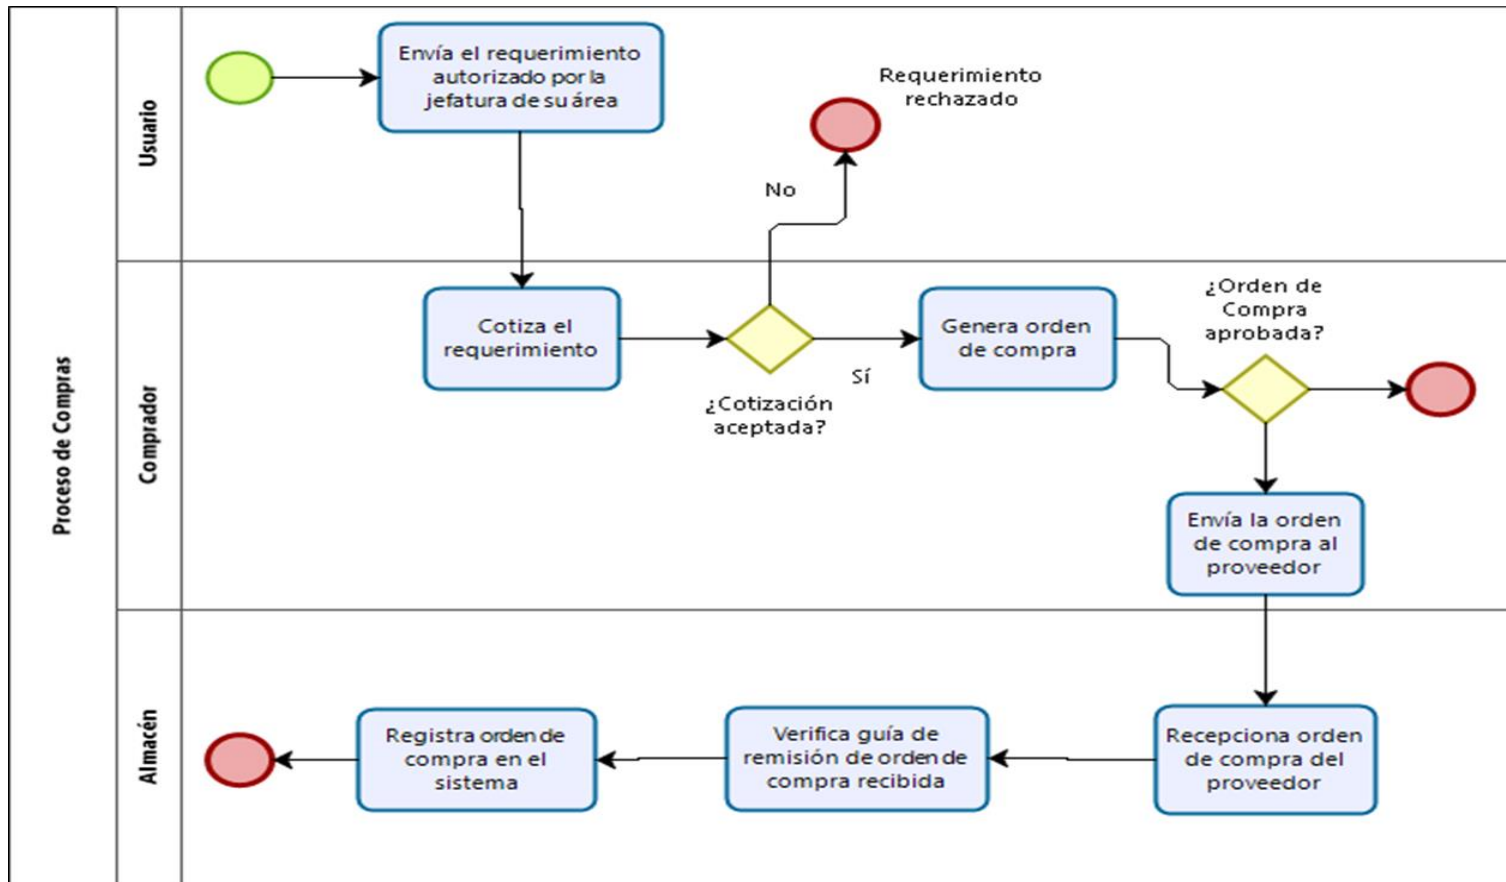 Proceso de Compras
Usuario
Envía el requerimiento
autorizado por la
jefatura de su área
Requerimiento
rechazado
No
Comprador
Cotiza el
requerimiento
¿Cotización
aceptada?
Sí
Genera orden
de compra
¿Orden de
Compra
aprobada?
Envía la orden
de compra al
proveedor
Almacén
Recepciona orden
de compra del
proveedor
Verifica guía de
remisión de orden de
compra recibida
Registra orden de
compra en el
sistema